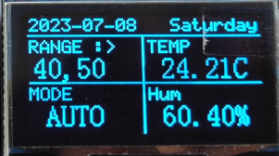 2023-07-08 Saturday
RANGE :> TEMP
40,50 24.21C
MODE Hum
AUTO 60.40%